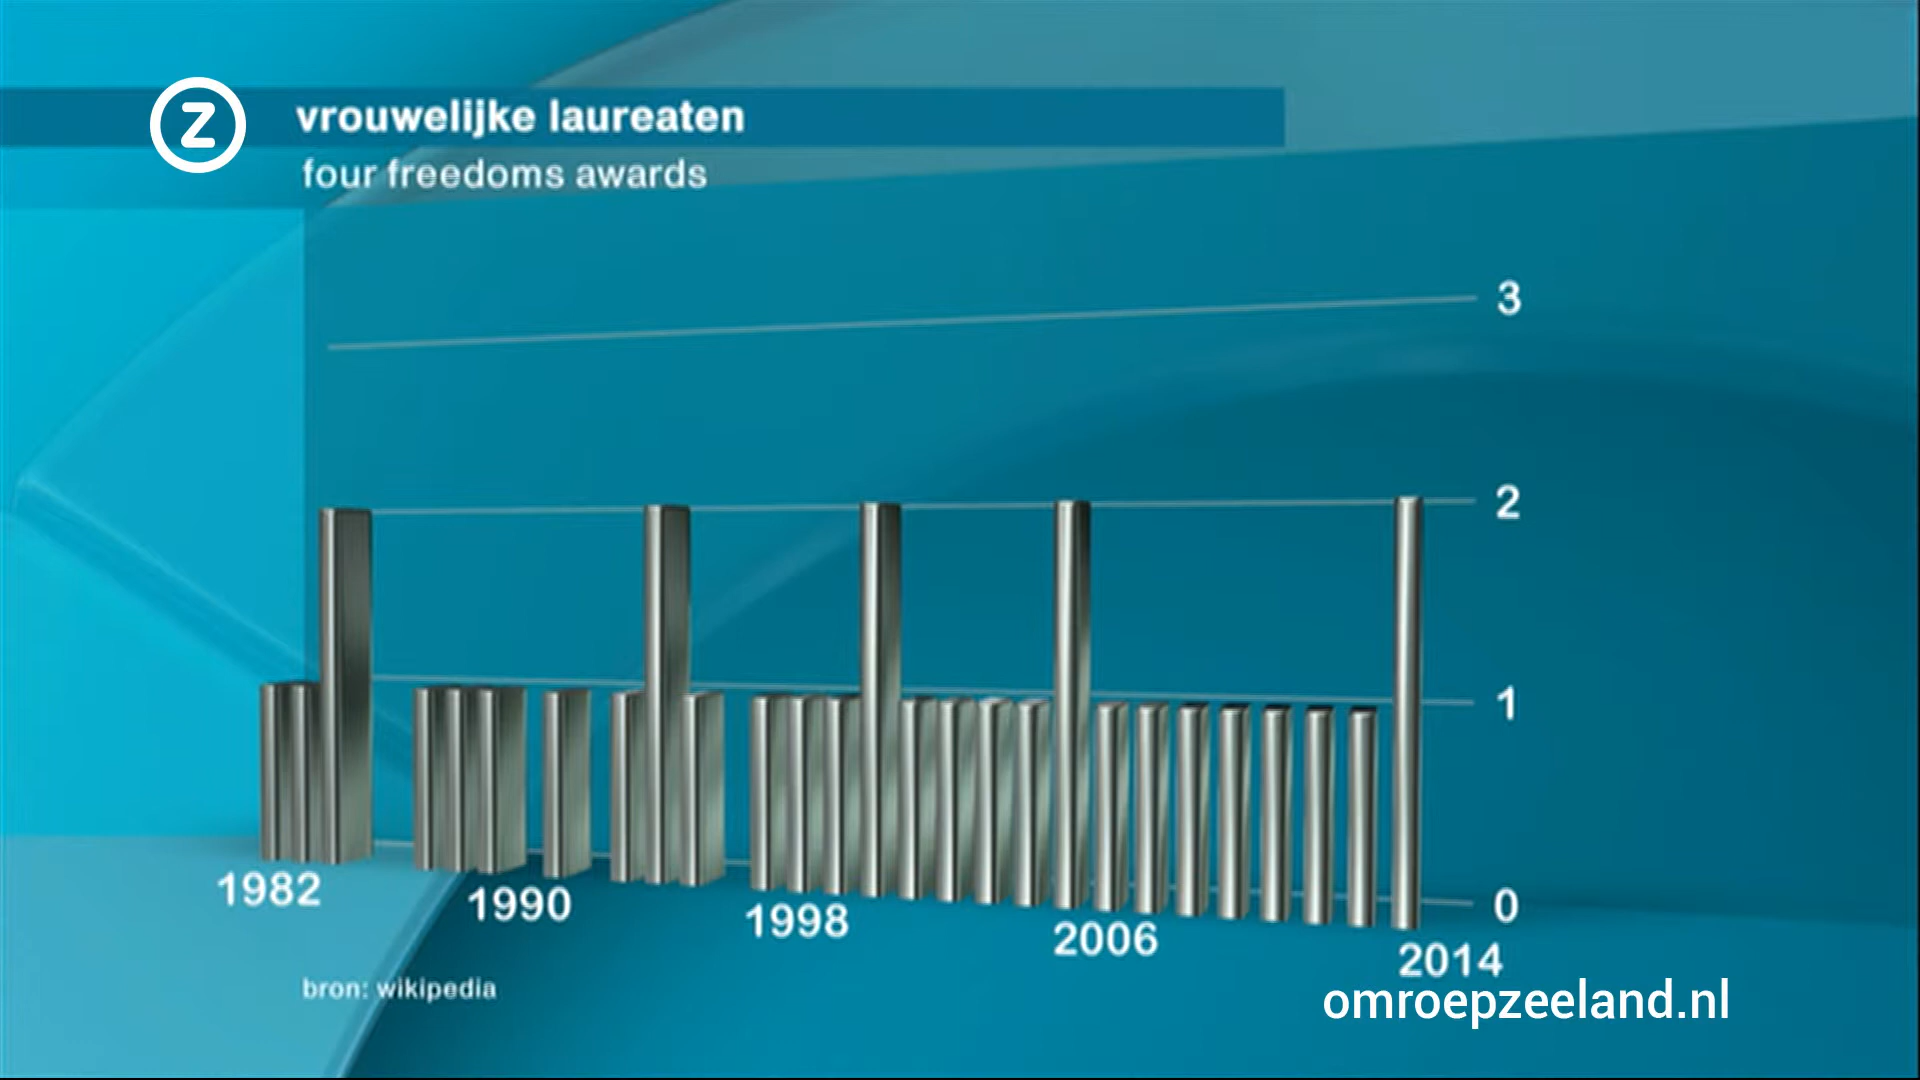 Z
vrouwelijke laureaten
four freedoms awards
3
2
1
0
1982
1990
1998
2006
2014
bron: wikipedia
omroepzeeland.nl